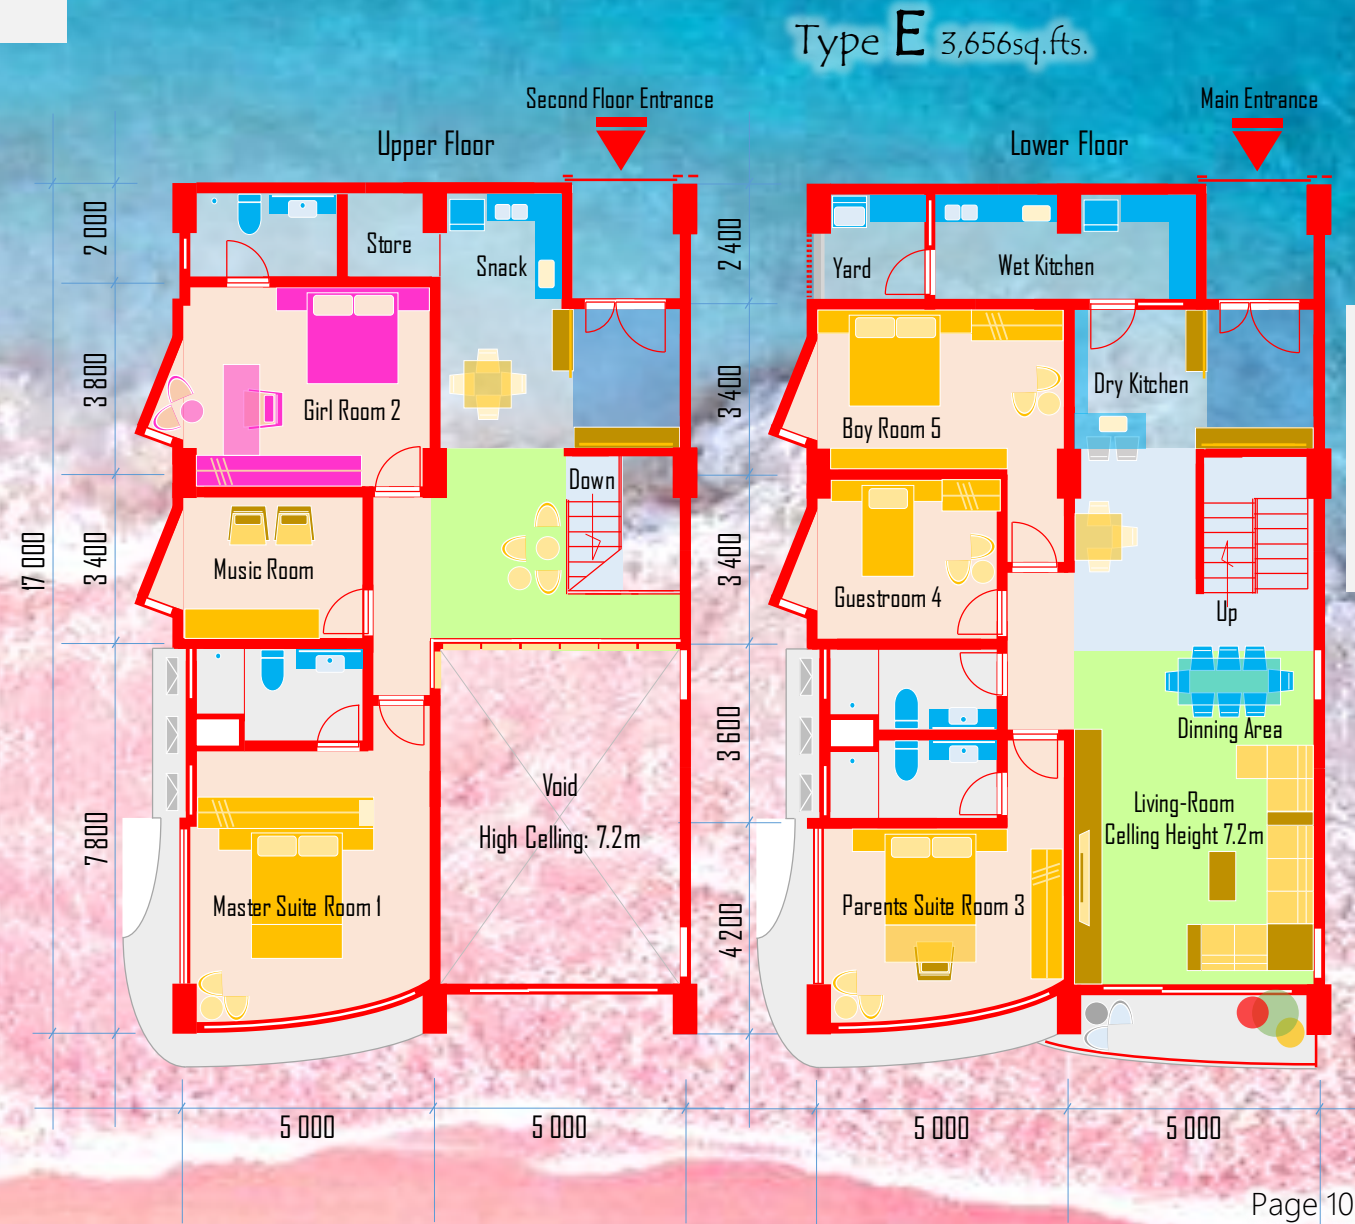 Type E 3,656sq.fts.
Second Floor Entrance
Main Entrance
Upper Floor
Lower Floor
2 000
3 800
3 400
7 800
17 000
Store
Snack
Girl Room 2
Down
Music Room
Void
High Celling: 7.2m
Master Suite Room 1
5 000
5 000
2 400
3 400
3 400
3 600
4 200
Yard
Wet Kitchen
Dry Kitchen
Boy Room 5
Guestroom 4
Up
Dinning Area
Living-Room
Celling Height 7.2m
Parents Suite Room 3
5 000
5 000
Page 10